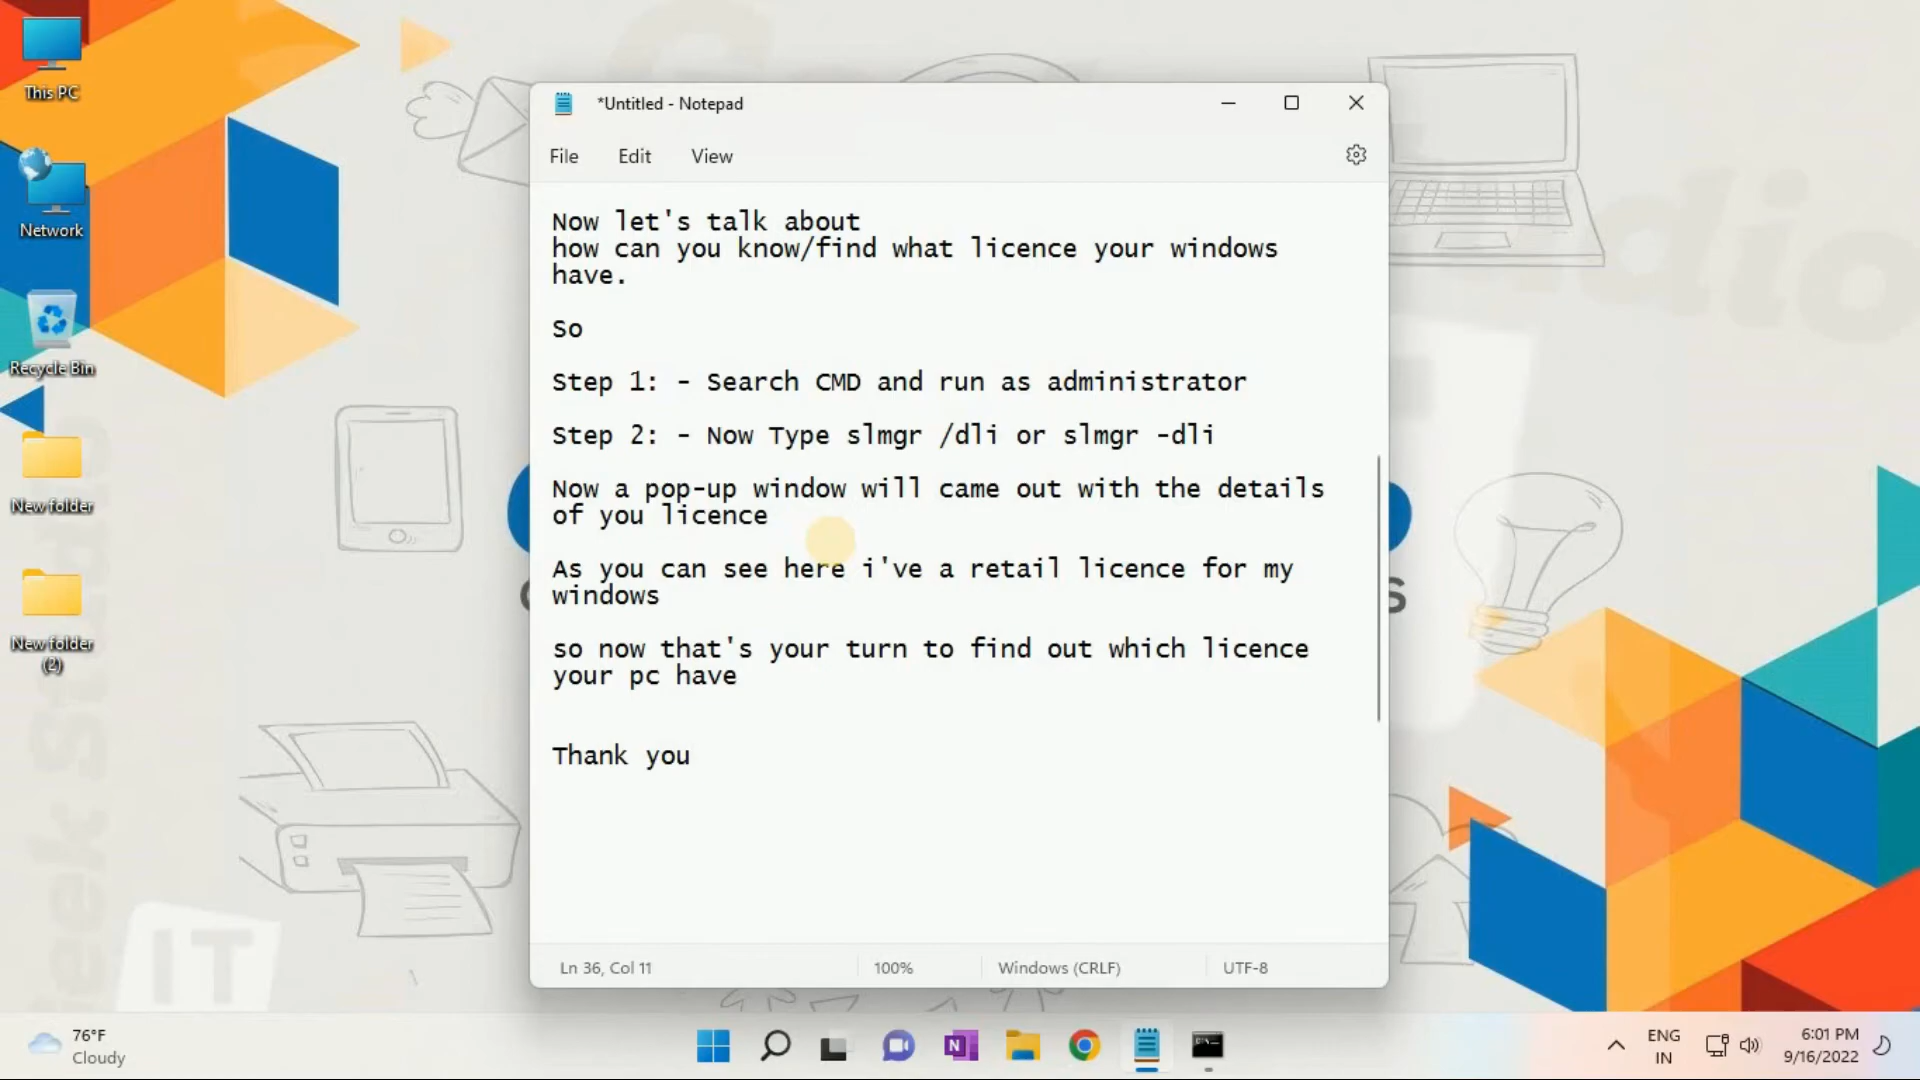 This PC
Network
Recycle Bin
New folder
New folder
(2)
*Untitled - Notepad
File
Edit
View
Now let's talk about
how can you know/find what licence your windows
have.
So
Step 1: - Search CMD and run as administrator
Step 2: - Now Type slmgr /dli or slmgr -dli
Now a pop-up window will came out with the details
of you licence
As you can see here i've a retail licence for my
windows
so now that's your turn to find out which licence
your pc have
Thank you
Ln 36, Col 11
100%
Windows (CRLF)
UTF-8
IT
76°F
Cloudy
ENG
IN
6:01 PM
9/16/2022